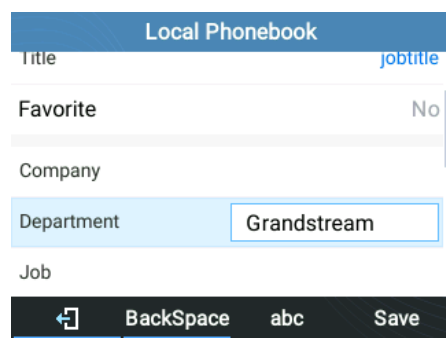 Local Phonebook
Title jobtitle
Favorite No
Company
Department Grandstream
Job
BackSpace abc Save